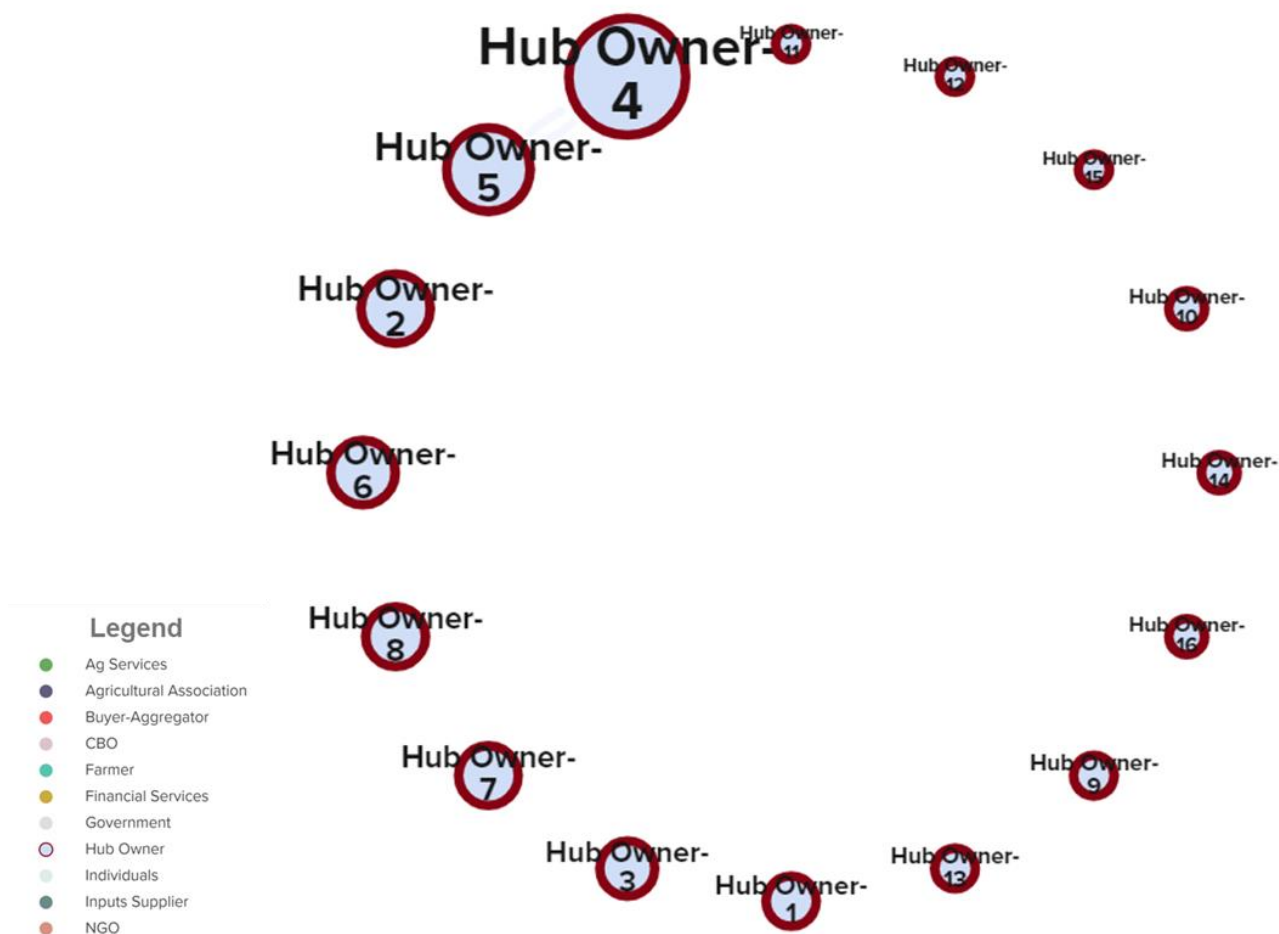 Hub Owner-
4
Hub Owner-
11
Hub Owner-
12
Hub Owner-
5
Hub Owner-
15
Hub Owner-
2
Hub Owner-
10
Hub Owner-
6
Hub Owner-
14
Hub Owner-
8
Hub Owner-
16
Hub Owner-
7
Hub Owner-
9
Hub Owner-
3
Hub Owner-
13
Hub Owner-
1
Legend
Ag Services
Agricultural Association
Buyer-Aggregator
CBO
Farmer
Financial Services
Government
Hub Owner
Individuals
Inputs Supplier
NGO